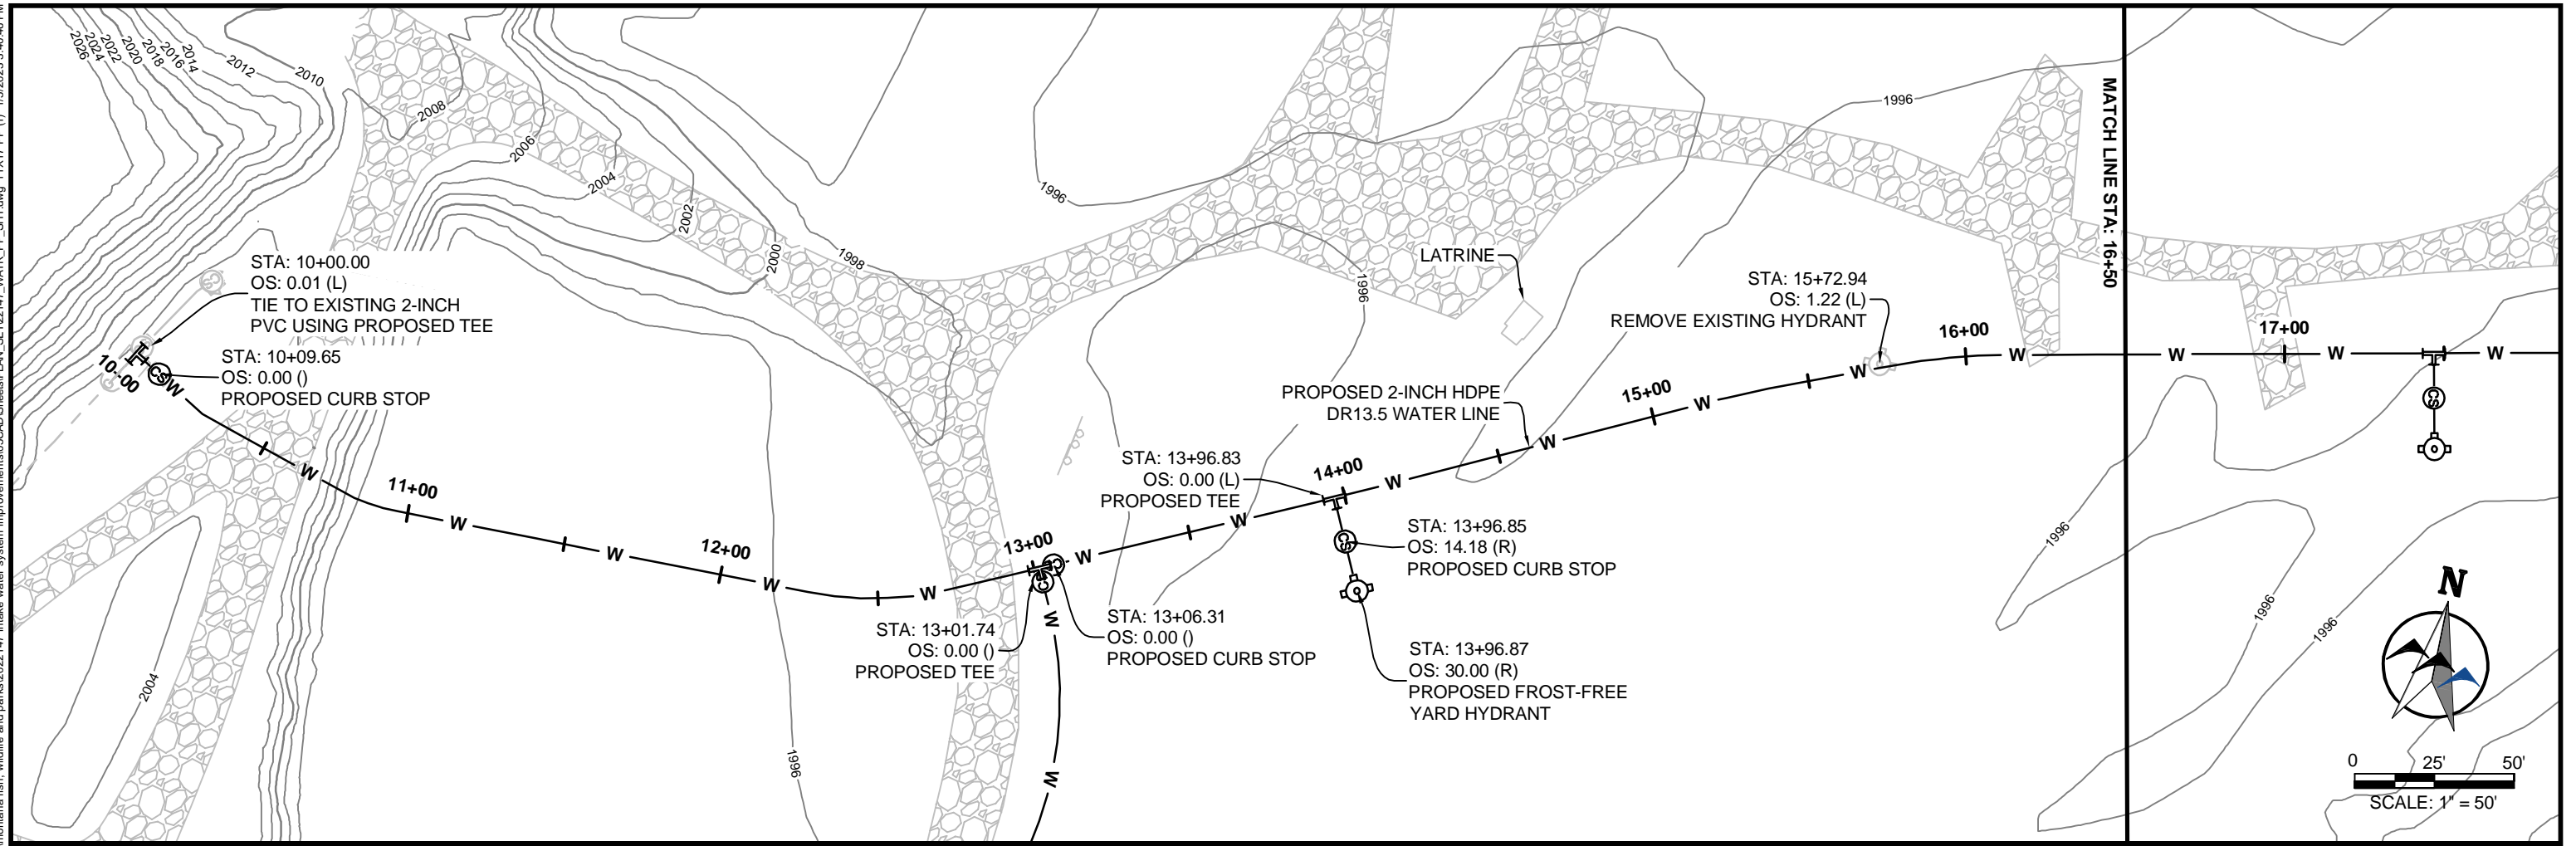 2026
2024
2022
2020
2018
2016
2014
2012
2010
2008
2006
2004
2002
2000
1998
1996
1996
1996
MATCH LINE STA: 16+50
STA: 10+00.00
OS: 0.01 (L)
TIE TO EXISTING 2-INCH
PVC USING PROPOSED TEE
STA: 10+09.65
OS: 0.00 ()
PROPOSED CURB STOP
10+00
CS
W
W
11+00
W
W
12+00
W
W
13+00
W
STA: 13+01.74
OS: 0.00 ()
PROPOSED TEE
STA: 13+06.31
OS: 0.00 ()
PROPOSED CURB STOP
W
W
STA: 13+96.83
OS: 0.00 (L)
PROPOSED TEE
W
14+00
W
CS
STA: 13+96.85
OS: 14.18 (R)
PROPOSED CURB STOP
STA: 13+96.87
OS: 30.00 (R)
PROPOSED FROST-FREE
YARD HYDRANT
LATRINE
PROPOSED 2-INCH HDPE
DR13.5 WATER LINE
W
15+00
W
STA: 15+72.94
OS: 1.22 (L)
REMOVE EXISTING HYDRANT
W
16+00
W
W
17+00
W
W
CS
2004
1996
1996
1996
1996
N
0 25' 50'
SCALE: 1" = 50'